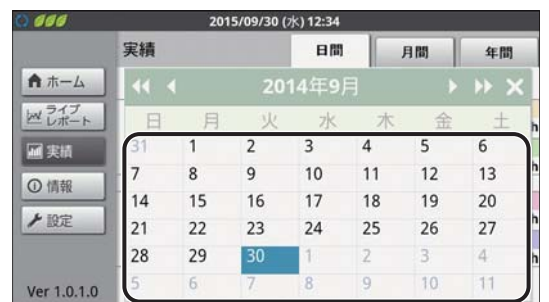 2015/09/30 (水) 12:34
実績
日間
月間
年間
ホーム
ライブ
レポート
実績
情報
設定
Ver 1.0.1.0
2014年9月
日 月 火 水 木 金 土
31 1 2 3 4 5 6
7 8 9 10 11 12 13
14 15 16 17 18 19 20
21 22 23 24 25 26 27
28 29 30 1 2 3 4
5 6 7 8 9 10 11
h
h
h
h
h